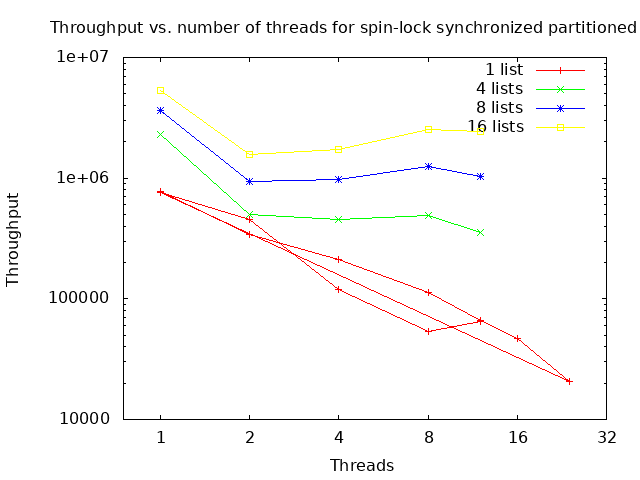 Throughput vs. number of threads for spin-lock synchronized partitioned
1e+07
1e+06
100000
10000
Throughput
1 list
4 lists
8 lists
16 lists
1 2 4 8 16 32
Threads